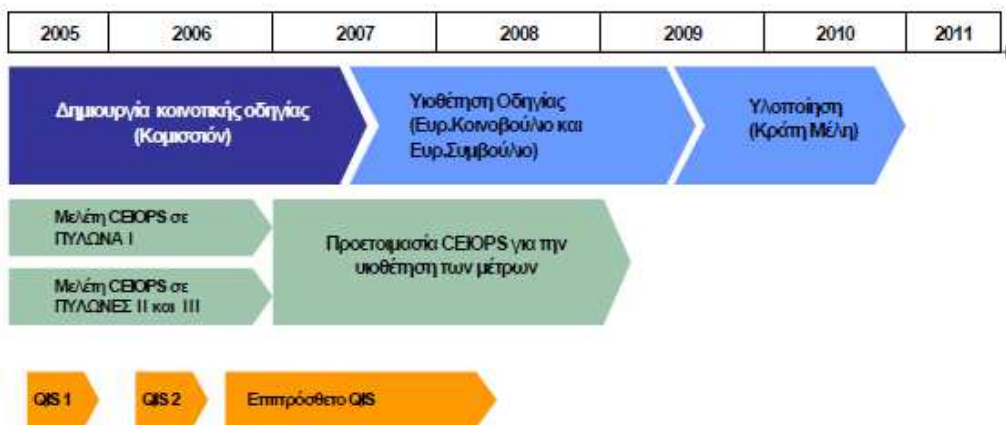 2005 2006 2007 2008 2009 2010 2011
Δημιουργία κοινοτικής οδηγίας
(Κομισσιόν)
Υιοθέτηση Οδηγίας
(Ευρ.Κοινοβούλιο και
Ευρ.Συμβούλιο)
Υλοποίηση
(Κράτη Μέλη)
Μελέτη CEIOPS σε
ΠΥΛΩΝΑ I
Προετοιμασία CEIOPS για την
υιοθέτηση των μέτρων
Μελέτη CEIOPS σε
ΠΥΛΩΝΕΣ II και III
QIS 1
QIS 2
Επιπρόσθετο QIS